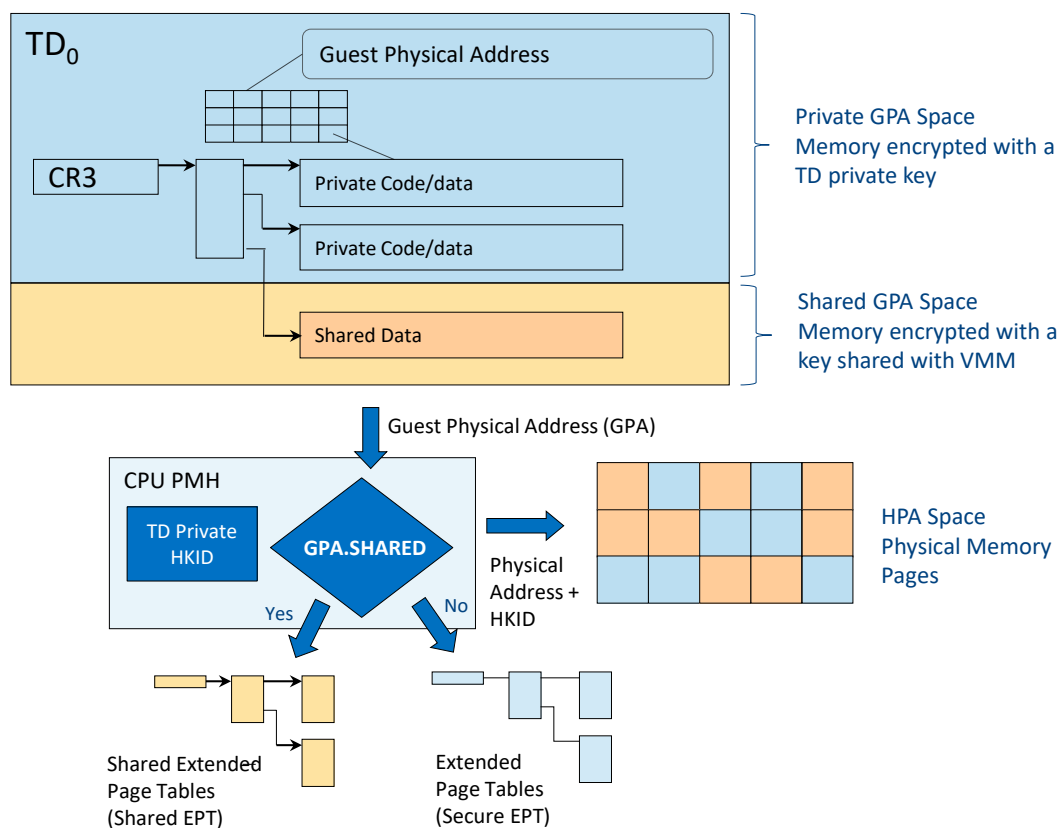 TD0
Guest Physical Address
CR3
Private Code/data
Private Code/data
Shared Data
Private GPA Space
Memory encrypted with a
TD private key
Shared GPA Space
Memory encrypted with a
key shared with VMM
Guest Physical Address (GPA)
CPU PMH
TD Private
HKID
GPA.SHARED
Yes
No
Physical
Address +
HKID
HPA Space
Physical Memory
Pages
Shared Extended
Page Tables
(Shared EPT)
Extended
Page Tables
(Secure EPT)